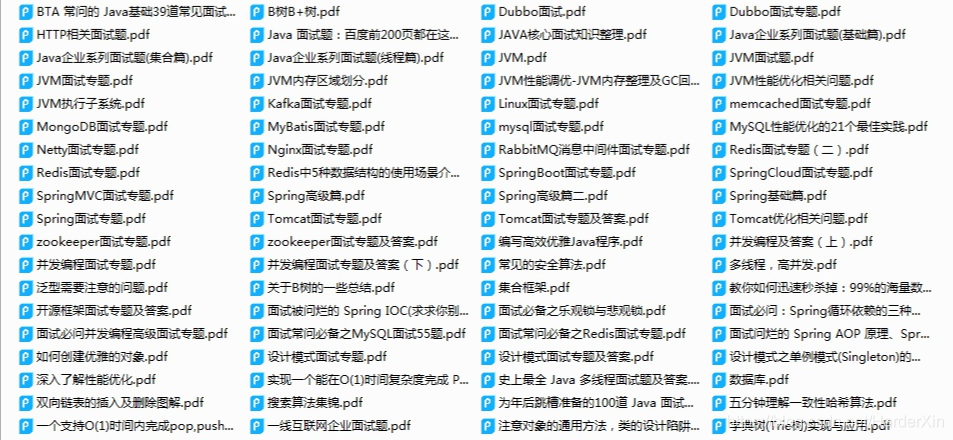 BTA 常问的 Java基础39道常见面试...
B树B+树.pdf
Dubbo面试.pdf
Dubbo面试专题.pdf
HTTP相关面试题.pdf
Java 面试题：百度前200页都在这...
JAVA核心面试知识整理.pdf
Java企业系列面试题(基础篇).pdf
Java企业系列面试题(集合篇).pdf
Java企业系列面试题(线程篇).pdf
JVM.pdf
JVM面试题.pdf
JVM面试专题.pdf
JVM内存区域划分.pdf
JVM性能调优-JVM内存整理及GC回...
JVM性能优化相关问题.pdf
JVM执行子系统.pdf
Kafka面试专题.pdf
Linux面试专题.pdf
memcached面试专题.pdf
MongoDB面试专题.pdf
MyBatis面试专题.pdf
mysql面试专题.pdf
MySQL性能优化的21个最佳实践.pdf
Netty面试专题.pdf
Nginx面试专题.pdf
RabbitMQ消息中间件面试专题.pdf
Redis面试专题（二）.pdf
Redis面试专题.pdf
Redis中5种数据结构的使用场景介...
SpringBoot面试专题.pdf
SpringCloud面试专题.pdf
SpringMVC面试专题.pdf
Spring高级篇.pdf
Spring高级篇二.pdf
Spring基础篇.pdf
Spring面试专题.pdf
Tomcat面试专题.pdf
Tomcat面试专题及答案.pdf
Tomcat优化相关问题.pdf
zookeeper面试专题.pdf
zookeeper面试专题及答案.pdf
编写高效优雅Java程序.pdf
并发编程及答案（上）.pdf
并发编程面试专题.pdf
并发编程面试专题及答案（下）.pdf
常见的安全算法.pdf
多线程，高并发.pdf
泛型需要注意的问题.pdf
关于B树的一些总结.pdf
集合框架.pdf
教你如何迅速秒杀掉：99%的海量数...
开源框架面试专题及答案.pdf
面试被问烂的 Spring IOC(求求你别...
面试必备之乐观锁与悲观锁.pdf
面试必问：Spring循环依赖的三种...
面试必问并发编程高级面试专题.pdf
面试常问必备之MySQL面试55题.pdf
面试常问必备之Redis面试专题.pdf
面试问烂的 Spring AOP 原理、Spr...
如何创建优雅的对象.pdf
设计模式面试专题.pdf
设计模式面试专题及答案.pdf
设计模式之单例模式(Singleton)的...
深入了解性能优化.pdf
实现一个能在O(1)时间复杂度完成 P...
史上最全 Java 多线程面试题及答案....
数据库.pdf
双向链表的插入及删除图解.pdf
搜素算法集锦.pdf
为年后跳槽准备的100道 Java 面试...
五分钟理解一致性哈希算法.pdf
一个支持O(1)时间内完成pop,push...
一线互联网企业面试题.pdf
注意对象的通用方法，类的设计陷阱...
字典树(Trie树)实现与应用.pdf